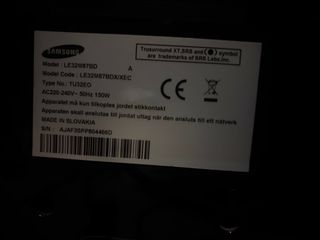 SAMSUNG
Model : LE32M87BD A
Model Code : LE32M87BDX/XEC
Type No : TU32EO
AC220-240V~ 50Hz 150W
Apparatet må kun tilkoples jordet stikkontakt
Apparaten skall anslutas till jordat uttag när den ansluts till ett nätverk
MADE IN SLOVAKIA
S/N : AJAF3SPP804466D
Trusurround XT,SRS and symbol
are trademarks of SRS Labs.
CE